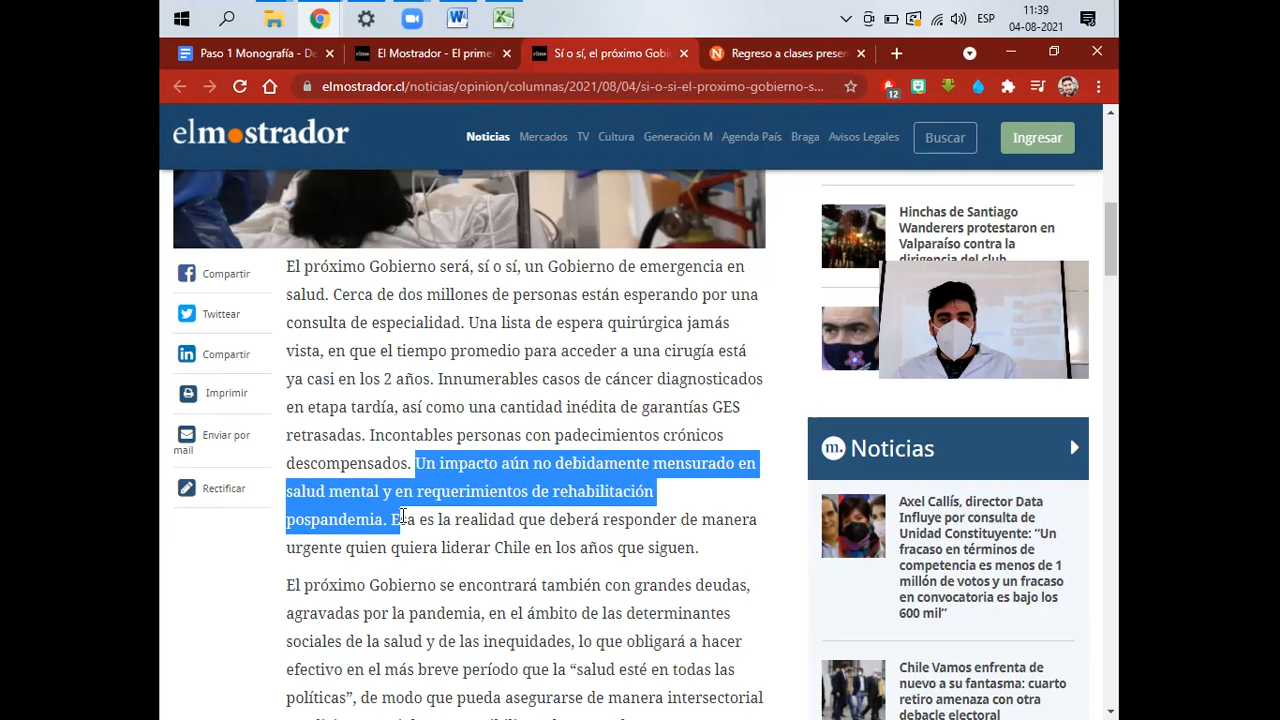 11:39
ESP
04-08-2021
Paso 1 Monografía - De
El Mostrador - El prime
Sí o sí, el próximo Gobi
Regreso a clases presen
elmostrador.cl/noticias/opinion/columnas/2021/08/04/si-o-si-el-proximo-gobierno-s...
12
elmostrador
Noticias
Mercados
TV
Cultura
Generación M
Agenda País
Braga
Avisos Legales
Buscar
Ingresar
Compartir
Twittear
Compartir
Imprimir
Enviar por
mail
Rectificar
El próximo Gobierno será, sí o sí, un Gobierno de emergencia en
salud. Cerca de dos millones de personas están esperando por una
consulta de especialidad. Una lista de espera quirúrgica jamás
vista, en que el tiempo promedio para acceder a una cirugía está
ya casi en los 2 años. Innumerables casos de cáncer diagnosticados
en etapa tardía, así como una cantidad inédita de garantías GES
retrasadas. Incontables personas con padecimientos crónicos
descompensados. Un impacto aún no debidamente mensurado en
salud mental y en requerimientos de rehabilitación
pospandemia. Esa es la realidad que deberá responder de manera
urgente quien quiera liderar Chile en los años que siguen.
El próximo Gobierno se encontrará también con grandes deudas,
agravadas por la pandemia, en el ámbito de las determinantes
sociales de la salud y de las inequidades, lo que obligará a hacer
efectivo en el más breve período que la “salud esté en todas las
políticas”, de modo que pueda asegurarse de manera intersectorial
Hinchas de Santiago
Wanderers protestaron en
Valparaíso contra la
dirigencia del club
m. Noticias
Axel Callís, director Data
Influye por consulta de
Unidad Constituyente: “Un
fracaso en términos de
competencia es menos de 1
millón de votos y un fracaso
en convocatoria es bajo los
600 mil”
Chile Vamos enfrenta de
nuevo a su fantasma: cuarto
retiro amenaza con otra
debacle electoral